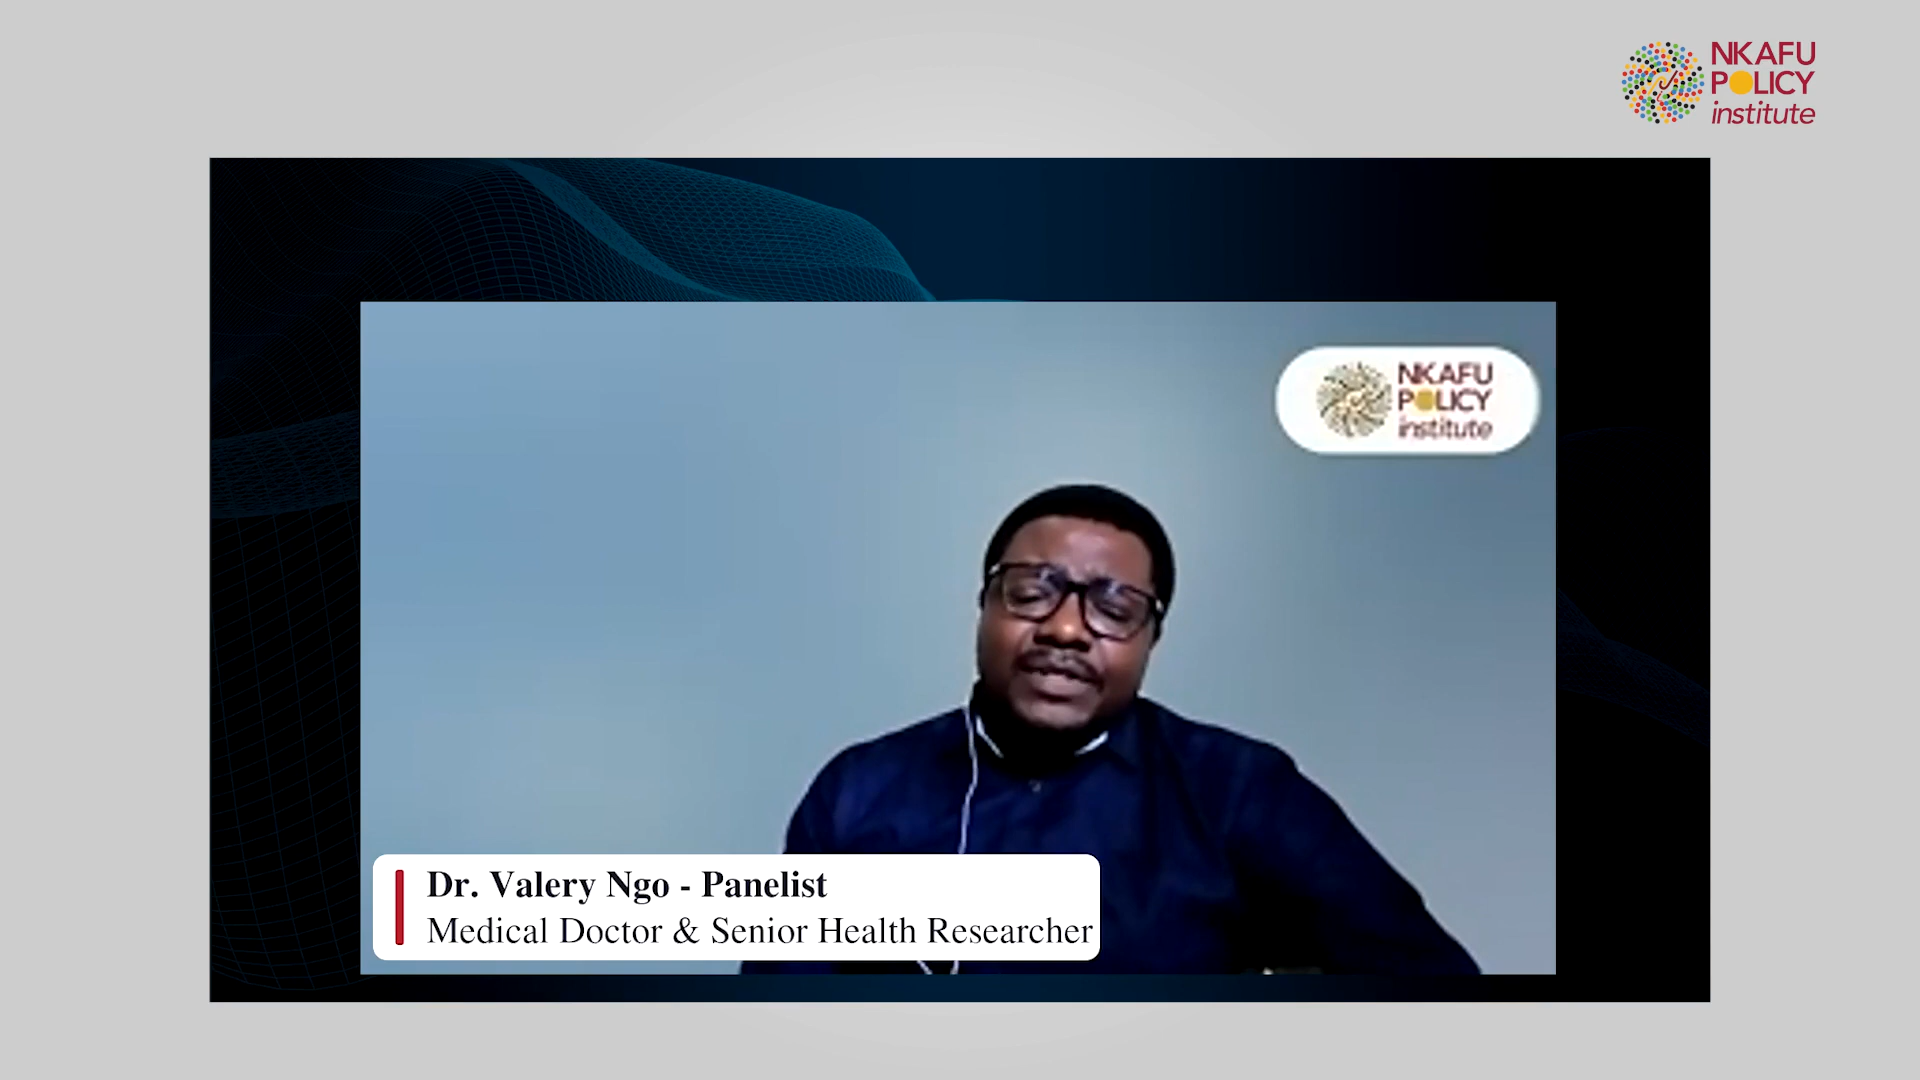 NKAFU
POLICY
institute
NKAFU
POLICY
institute
Dr. Valery Ngo - Panelist
Medical Doctor & Senior Health Researcher